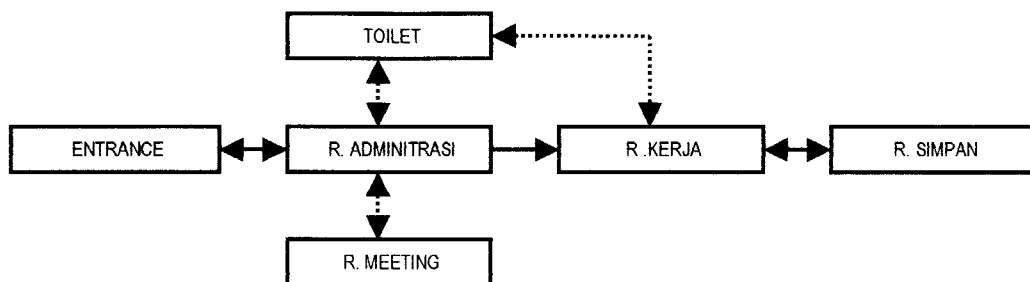 TOILET
ENTRANCE
R. ADMINITRASI
R .KERJA
R. SIMPAN
R. MEETING